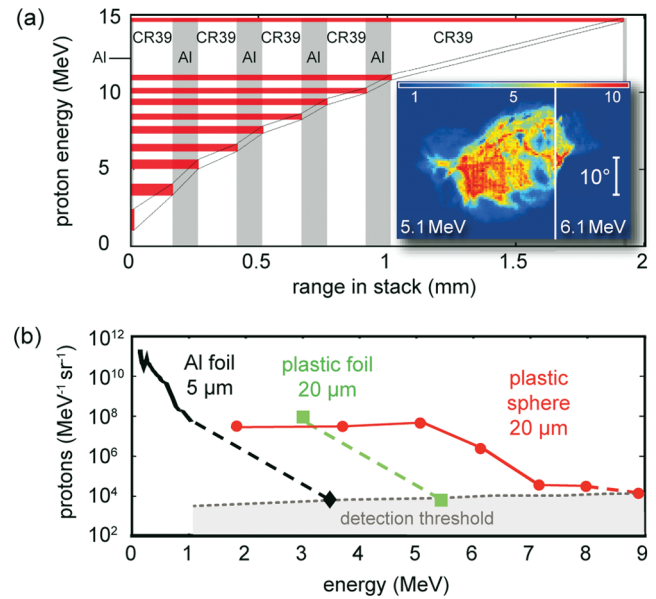 (a)
15
10
5
0
proton energy (MeV)
CR39 CR39 CR39 CR39 CR39
Al Al Al Al Al
1 5 10
10°
5.1 MeV 6.1 MeV
0 0.5 1 1.5 2
range in stack (mm)
(b)
10¹²
10¹⁰
10⁸
10⁶
10⁴
10²
protons (MeV⁻¹ sr⁻¹)
Al foil
5 µm
plastic foil
20 µm
plastic
sphere
20 µm
detection threshold
0 1 2 3 4 5 6 7 8 9
energy (MeV)